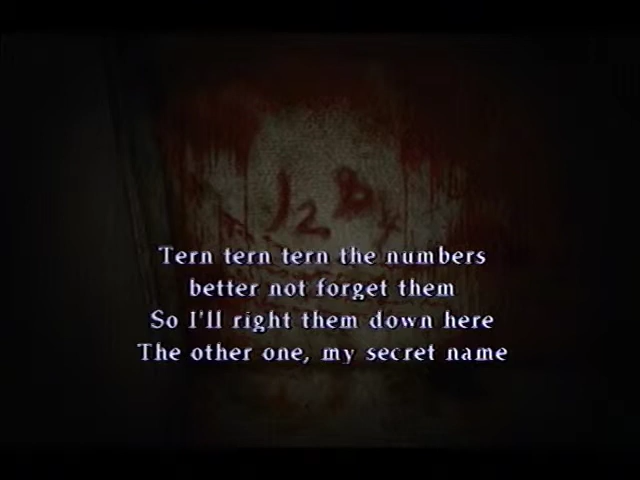 Tern tern tern the numbers
better not forget them
So I'll right them down here
The other one, my secret name